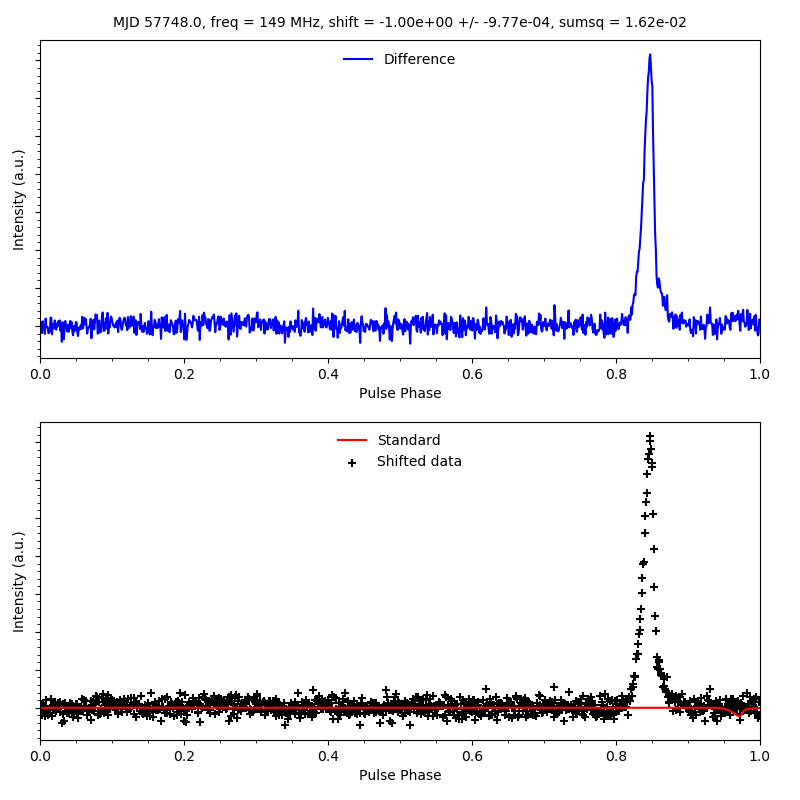 MJD 57748.0, freq = 149 MHz, shift = -1.00e+00 +/- -9.77e-04, sumsq = 1.62e-02
Difference
Intensity (a.u.)
0.0 0.2 0.4 0.6 0.8 1.0
Pulse Phase
Standard
Shifted data
Intensity (a.u.)
0.0 0.2 0.4 0.6 0.8 1.0
Pulse Phase